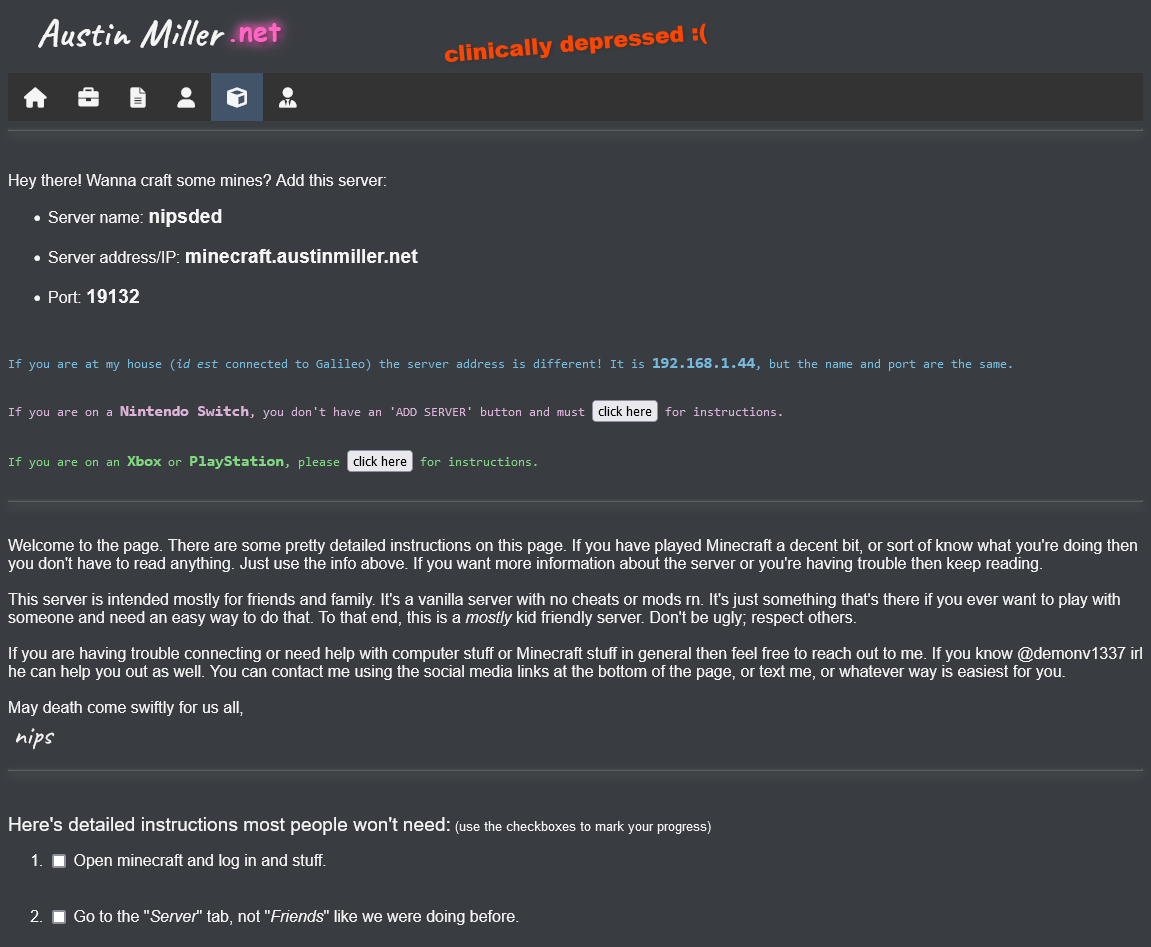 Austin Miller .net
clinically depressed :(
Hey there! Wanna craft some mines? Add this server:
• Server name: nipsded
• Server address/IP: minecraft.austinmiller.net
• Port: 19132
If you are at my house (id est connected to Galileo) the server address is different! It is 192.168.1.44, but the name and port are the same.
If you are on a Nintendo Switch, you don't have an 'ADD SERVER' button and must click here for instructions.
If you are on an Xbox or PlayStation, please click here for instructions.
Welcome to the page. There are some pretty detailed instructions on this page. If you have played Minecraft a decent bit, or sort of know what you're doing then
you don't have to read anything. Just use the info above. If you want more information about the server or you're having trouble then keep reading.
This server is intended mostly for friends and family. It's a vanilla server with no cheats or mods rn. It's just something that's there if you ever want to play with
someone and need an easy way to do that. To that end, this is a mostly kid friendly server. Don't be ugly; respect others.
If you are having trouble connecting or need help with computer stuff or Minecraft stuff in general then feel free to reach out to me. If you know @demonv1337 irl
he can help you out as well. You can contact me using the social media links at the bottom of the page, or text me, or whatever way is easiest for you.
May death come swiftly for us all,
nips
Here's detailed instructions most people won't need: (use the checkboxes to mark your progress)
1. Open minecraft and log in and stuff.
2. Go to the "Server" tab, not "Friends" like we were doing before.